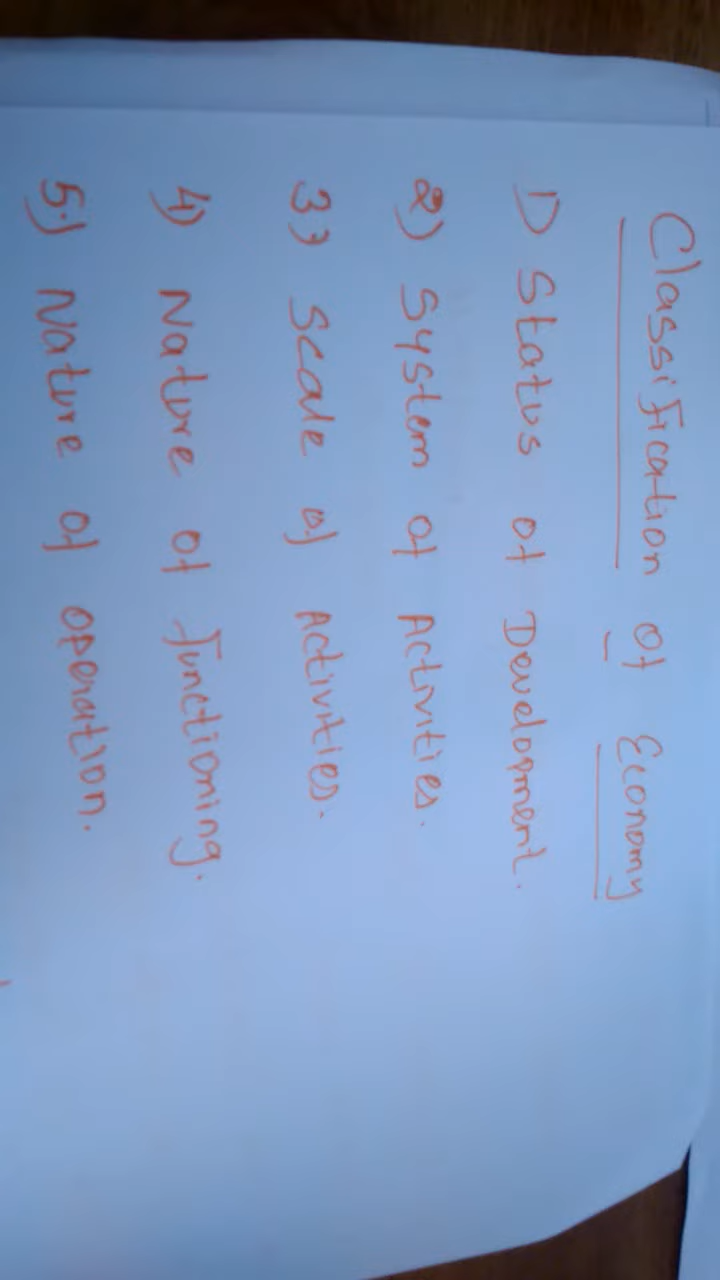 Classification of Economy
1) Status of Development.
2) System of Activities.
3) Scale of Activities.
4) Nature of functioning.
5.) Nature of operation.